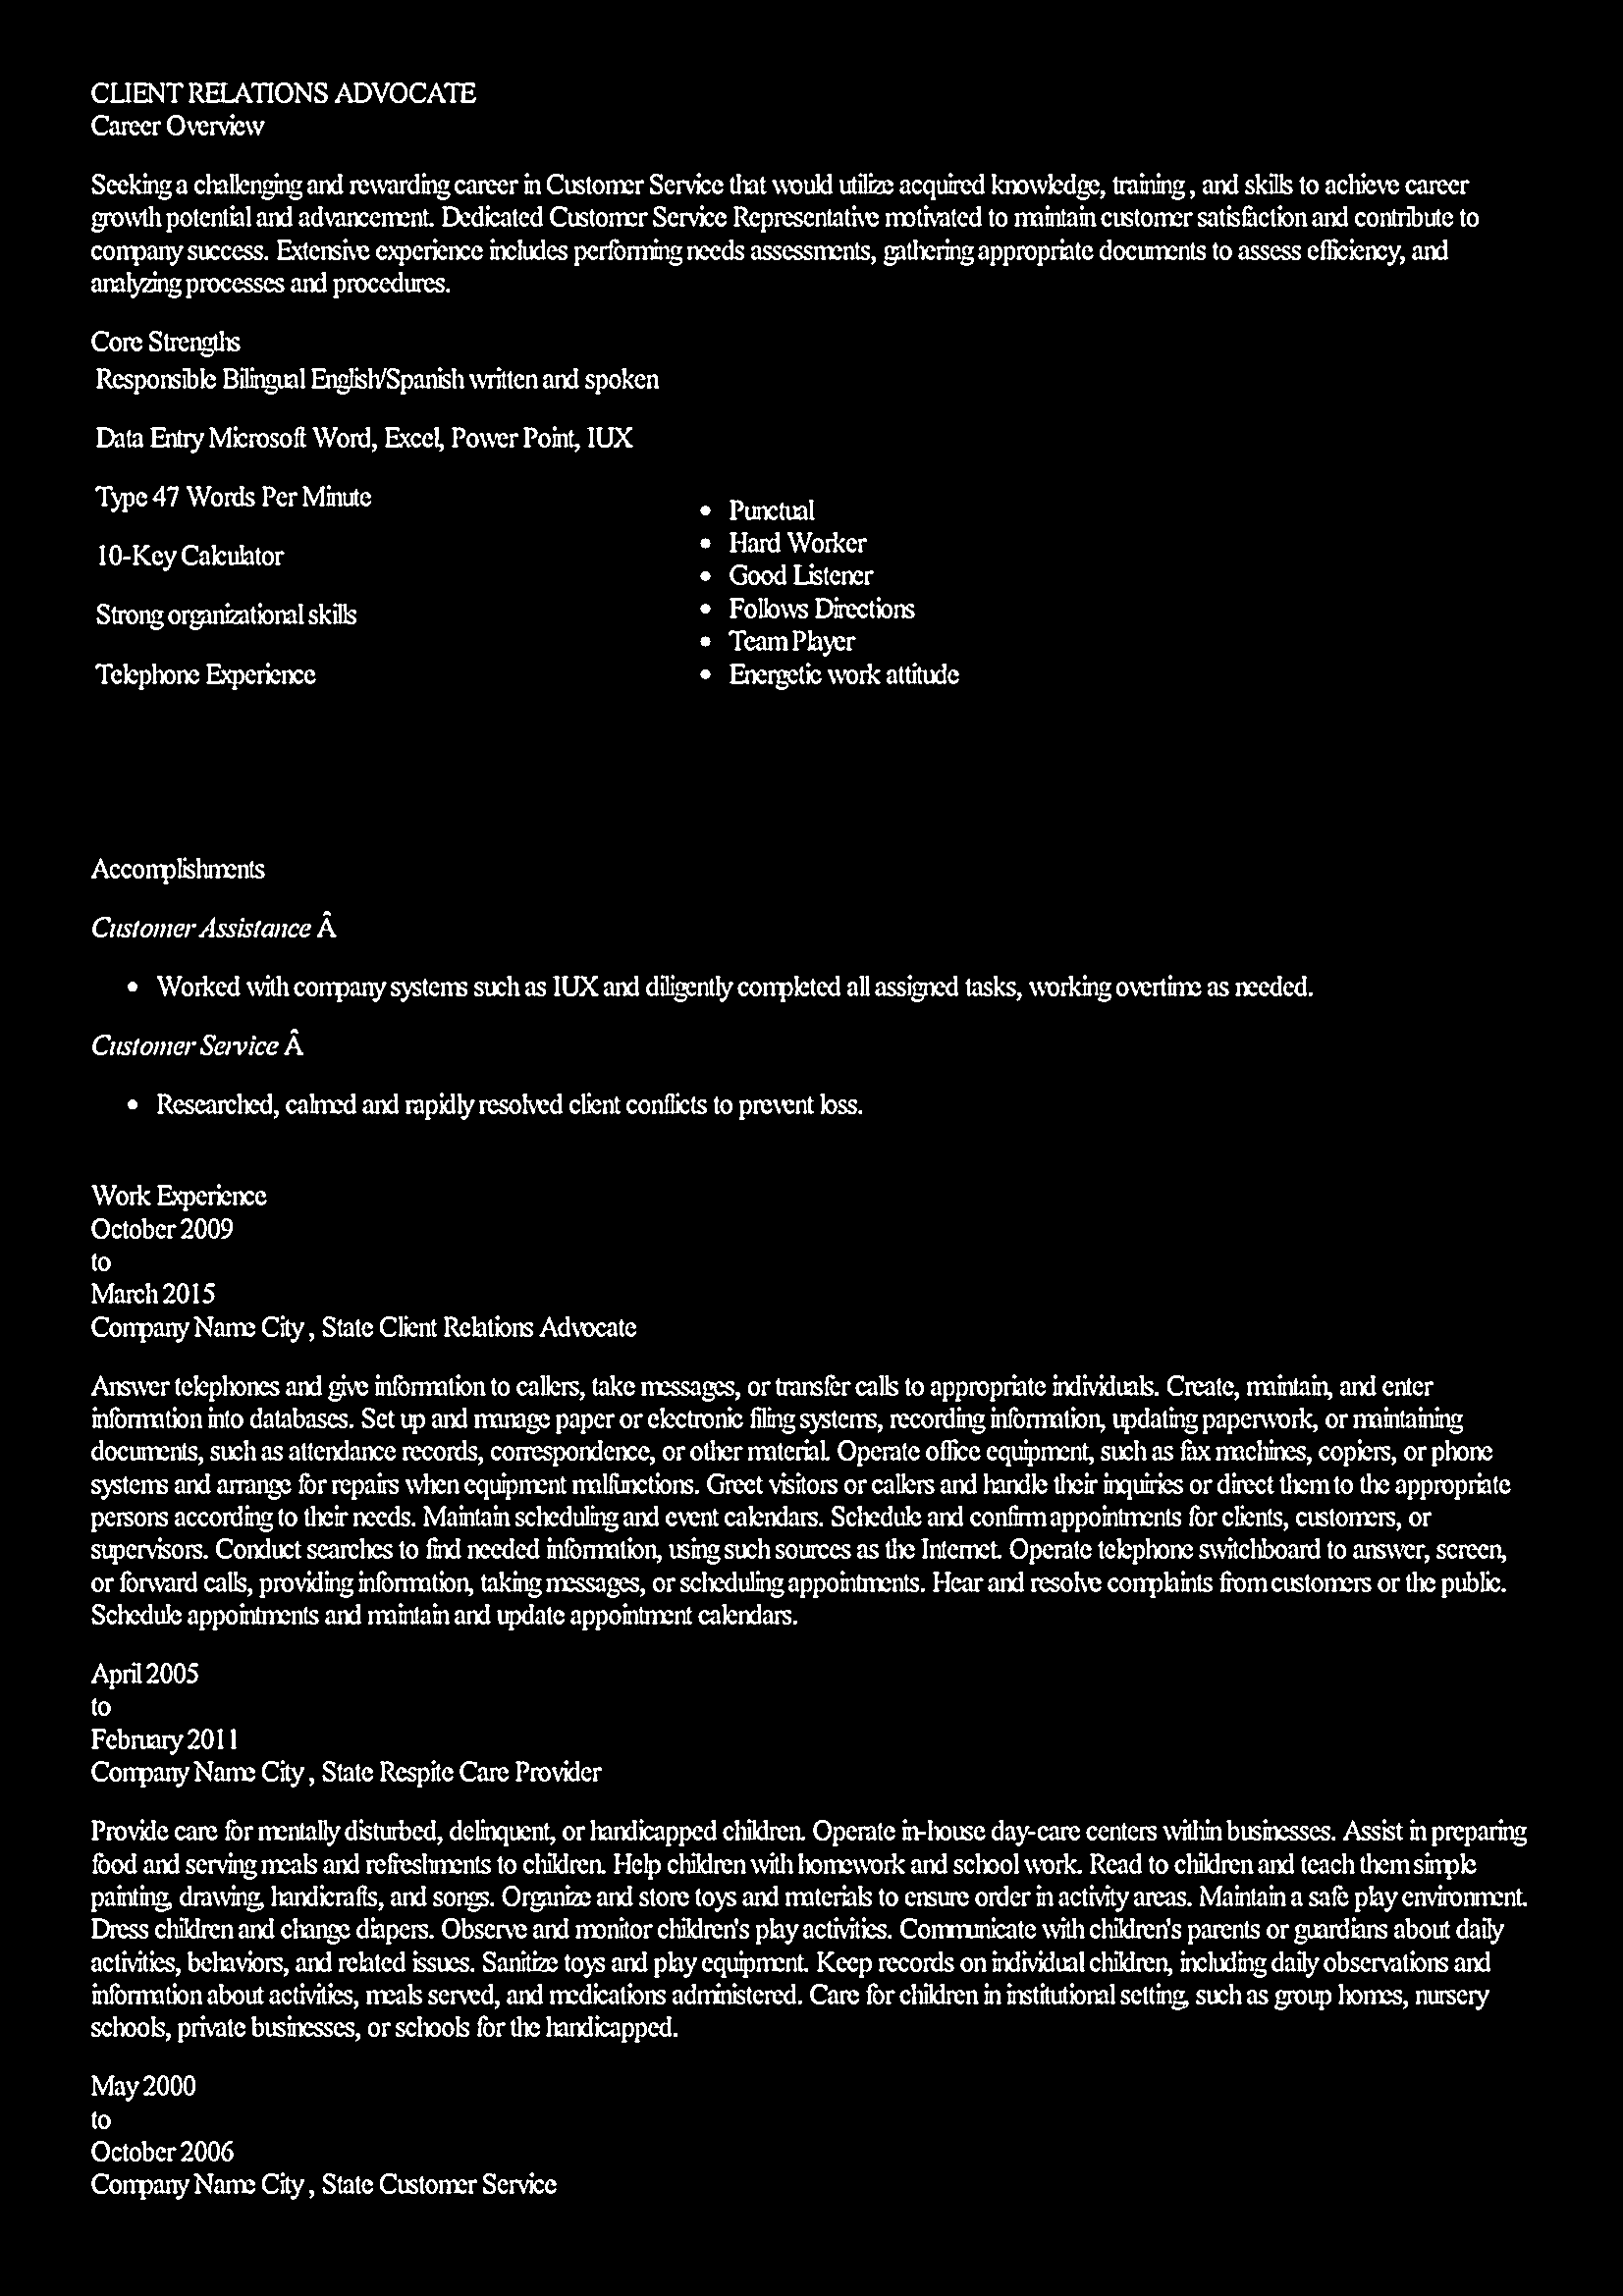 CLIENT RELATIONS ADVOCATE
Career Overview
Seeking a challenging and rewarding career in Customer Service that would utilize acquired knowledge, training , and skills to achieve career
growth potential and advancement. Dedicated Customer Service Representative motivated to maintain customer satisfaction and contribute to
company success. Extensive experience includes performing needs assessments, gathering appropriate documents to assess efficiency, and
analyzing processes and procedures.
Core Strengths
Responsible Bilingual English/Spanish written and spoken
Data Entry Microsoft Word, Excel, Power Point, IUX
Type 47 Words Per Minute
10-Key Calculator
Strong organizational skills
Telephone Experience
• Punctual
• Hard Worker
• Good Listener
• Follows Directions
• Team Player
• Energetic work attitude
Accomplishments
Customer Assistance Â
• Worked with company systems such as IUX and diligently completed all assigned tasks, working overtime as needed.
Customer Service Â
• Researched, calmed and rapidly resolved client conflicts to prevent loss.
Work Experience
October 2009
to
March 2015
Company Name City , State Client Relations Advocate
Answer telephones and give information to callers, take messages, or transfer calls to appropriate individuals. Create, maintain, and enter
information into databases. Set up and manage paper or electronic filing systems, recording information, updating paperwork, or maintaining
documents, such as attendance records, correspondence, or other material. Operate office equipment, such as fax machines, copiers, or phone
systems and arrange for repairs when equipment malfunctions. Greet visitors or callers and handle their inquiries or direct them to the appropriate
persons according to their needs. Maintain scheduling and event calendars. Schedule and confirm appointments for clients, customers, or
supervisors. Conduct searches to find needed information, using such sources as the Internet. Operate telephone switchboard to answer, screen,
or forward calls, providing information, taking messages, or scheduling appointments. Hear and resolve complaints from customers or the public.
Schedule appointments and maintain and update appointment calendars.
April 2005
to
February 2011
Company Name City , State Respite Care Provider
Provide care for mentally disturbed, delinquent, or handicapped children. Operate in-house day-care centers within businesses. Assist in preparing
food and serving meals and refreshments to children. Help children with homework and school work. Read to children and teach them simple
painting, drawing, handicrafts, and songs. Organize and store toys and materials to ensure order in activity areas. Maintain a safe play environment.
Dress children and change diapers. Observe and monitor children's play activities. Communicate with children's parents or guardians about daily
activities, behaviors, and related issues. Sanitize toys and play equipment. Keep records on individual children, including daily observations and
information about activities, meals served, and medications administered. Care for children in institutional setting, such as group homes, nursery
schools, private businesses, or schools for the handicapped.
May 2000
to
October 2006
Company Name City , State Customer Service